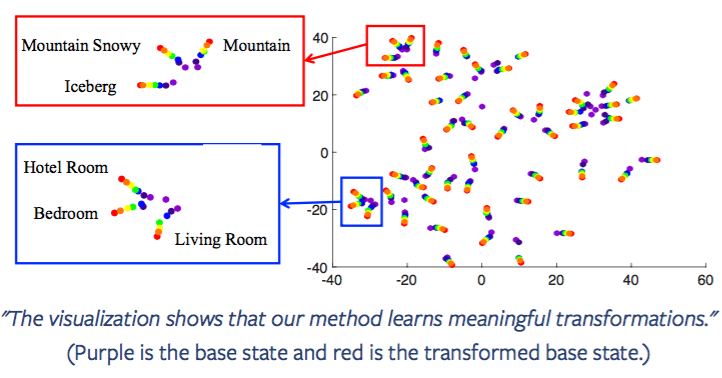 Mountain Snowy
Mountain
Iceberg
Hotel Room
Bedroom
Living Room
40
20
0
-20
-40
-40
-20
0
20
40
60
"The visualization shows that our method learns meaningful transformations."
(Purple is the base state and red is the transformed base state.)